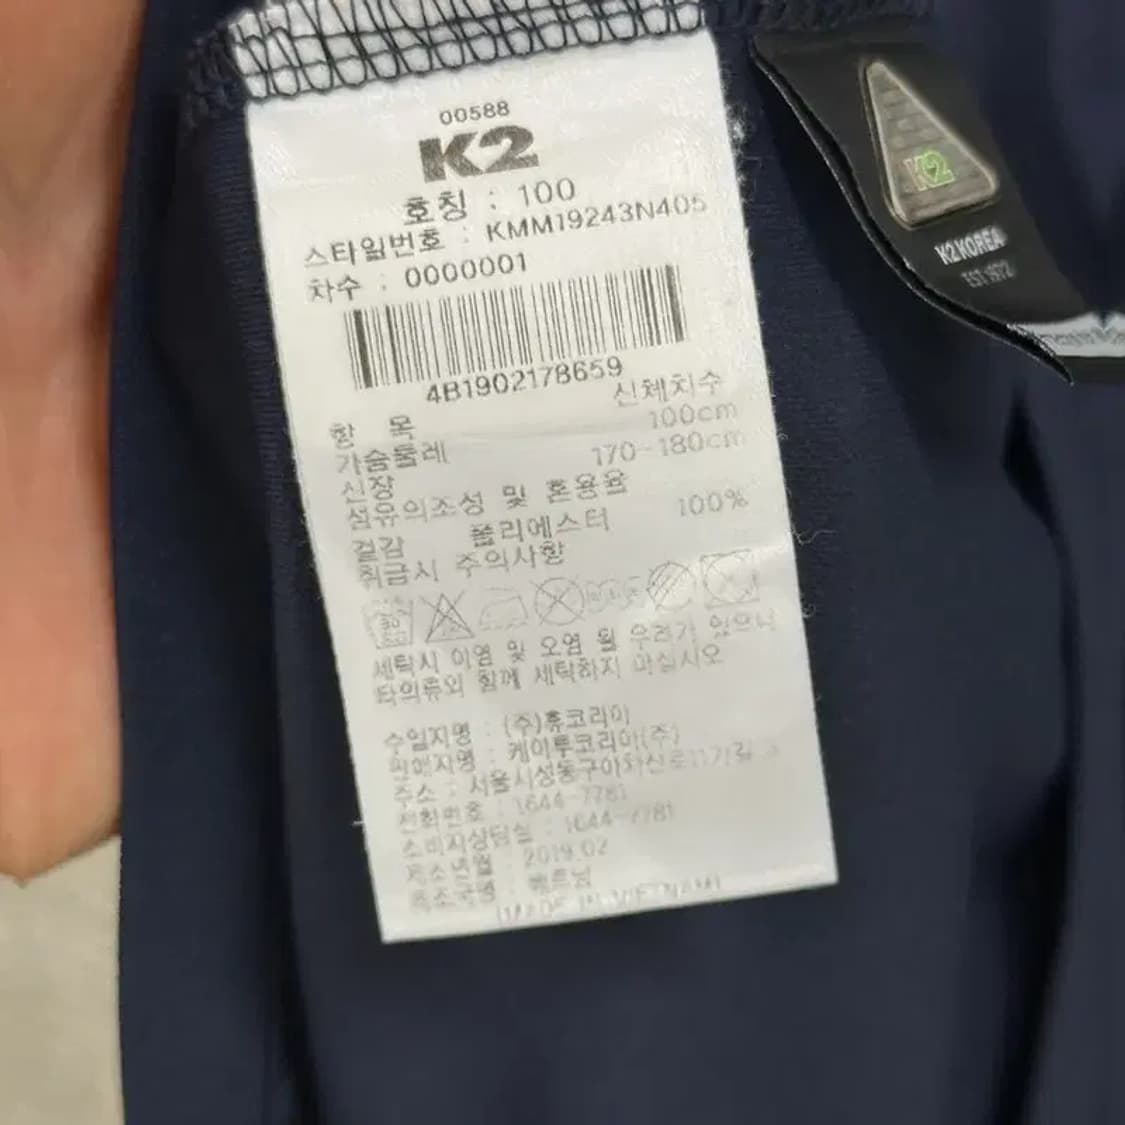 00588
K2
호칭 : 100
스타일번호 : KMM19243N405
차수 : 0000001
4B1902178659
항 목 신체치수
가슴둘레 100cm
신장 170-180cm
섬유의조성 및 혼용율
겉감 폴리에스터 100%
취급시 주의사항
세탁시 이염 및 오염 될 우려가 있으니
타의류와 함께 세탁하지 마십시오
수입자명 : (주)휴코리아
판매자명 : 케이투코리아(주)
주소 : 서울시성동구아차산로11가길
전화번호 : 1644-7781
소비자상담실 : 1644-7781
제조년월 : 2019.02
제조국명 : 베트남
(MADE IN VIETNAM)
K2
K2 KOREA
EST 1972